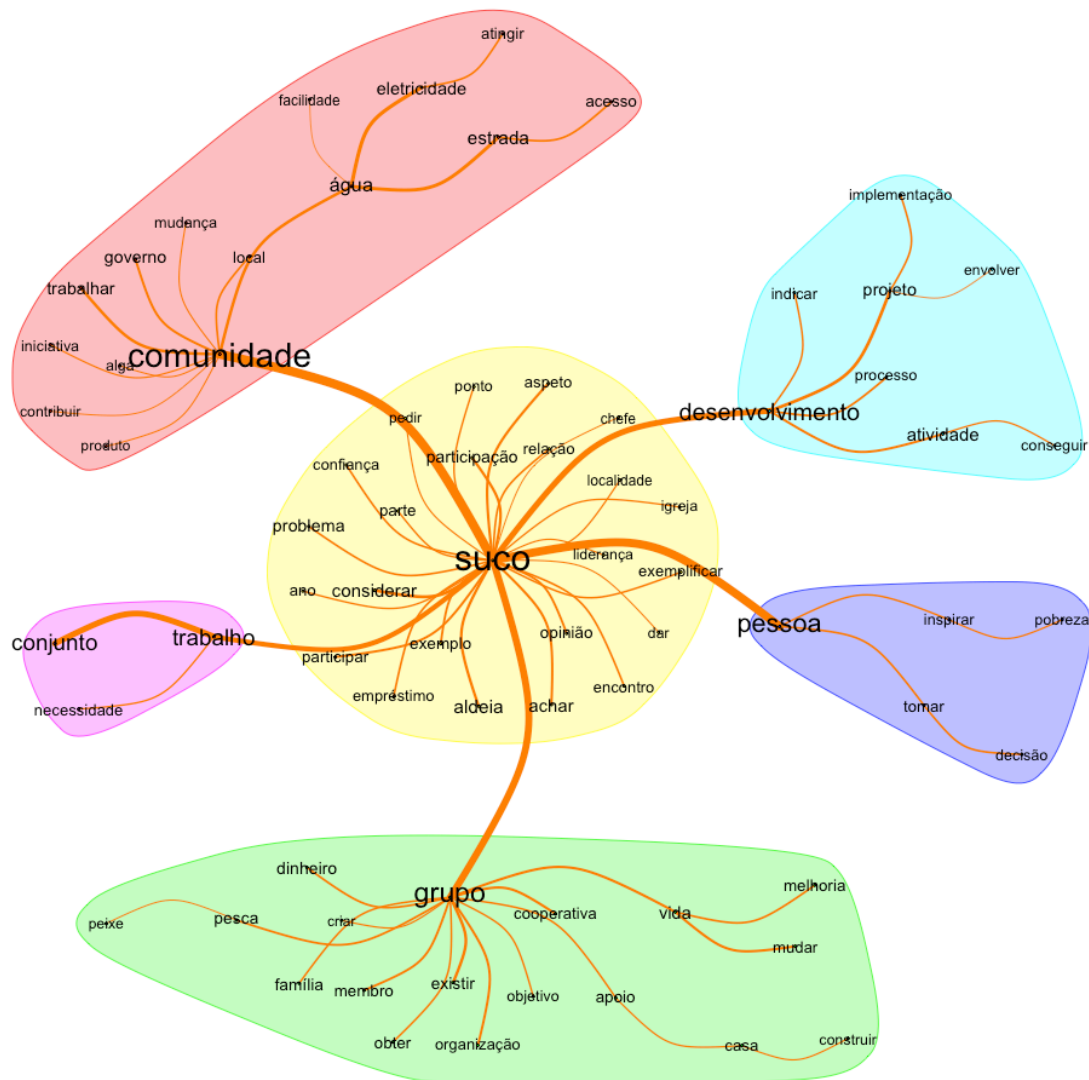 atingir
eletricidade
facilidade
acesso
estrada
água
mudança
governo
local
trabalhar
iniciativa
comunidade
alga
contribuir
produto
implementação
envolver
indicar
projeto
processo
desenvolvimento
atividade
conseguir
ponto
aspeto
pedir
chefe
participação
relação
confiança
localidade
parte
igreja
problema
suco
liderança
exemplificar
ano
considerar
opinião
dar
participar
exemplo
empréstimo
encontro
aldeia
achar
conjunto
trabalho
necessidade
pessoa
inspirar
pobreza
tomar
decisão
dinheiro
grupo
melhoria
peixe
pesca
criar
cooperativa
vida
mudar
família
membro
existir
objetivo
apoio
obter
organização
casa
construir